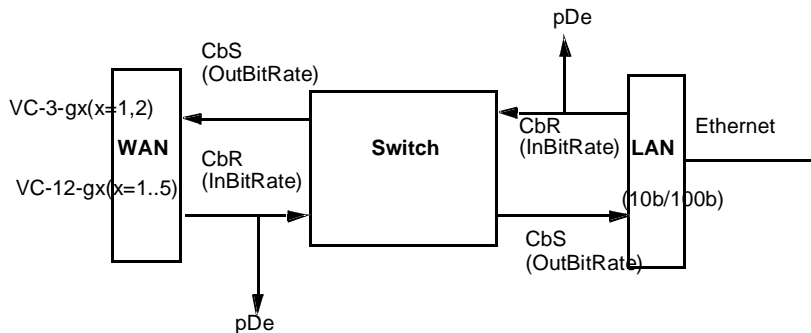 pDe
CbS
(OutBitRate)
VC-3-gx(x=1,2)
WAN
CbR
(InBitRate)
VC-12-gx(x=1..5)
Switch
CbR
(InBitRate)
LAN
Ethernet
(10b/100b)
CbS
(OutBitRate)
pDe